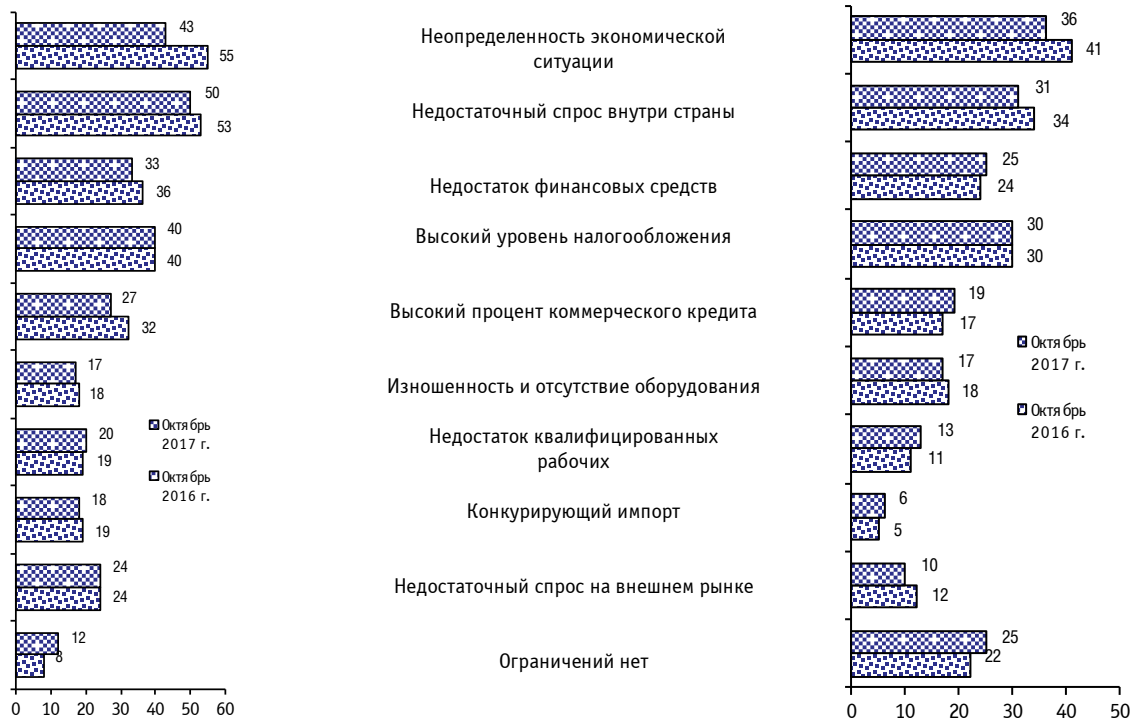 43
55
50
53
33
36
40
40
27
32
17
18
20
19
18
19
24
24
12
8
Октябрь
2017 г.
Октябрь
2016 г.
0 10 20 30 40 50 60
Неопределенность экономической
ситуации
Недостаточный спрос внутри страны
Недостаток финансовых средств
Высокий уровень налогообложения
Высокий процент коммерческого кредита
Изношенность и отсутствие оборудования
Недостаток квалифицированных
рабочих
Конкурирующий импорт
Недостаточный спрос на внешнем рынке
Ограничений нет
36
41
31
34
25
24
30
30
19
17
17
18
13
11
6
5
10
12
25
22
Октябрь
2017 г.
Октябрь
2016 г.
0 10 20 30 40 50